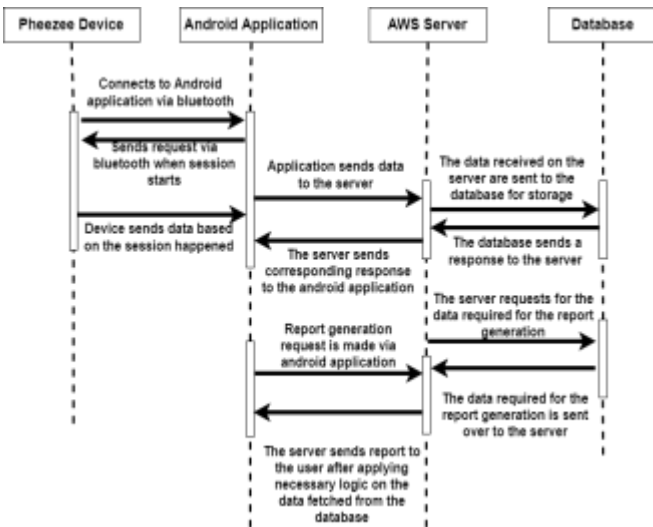 Pheezee Device
Android Application
AWS Server
Database
Connects to Android
application via bluetooth
Sends request via
bluetooth when session
starts
Application sends data
to the server
The data received on the
server are sent to the
database for storage
Device sends data based
on the session happened
The server sends
corresponding response
to the android application
The database sends a
response to the server
The server requests for the
data required for the report
generation
Report generation
request is made via
android application
The data required for the
report generation is sent
over to the server
The server sends report to
the user after applying
necessary logic on the
data fetched from the
database